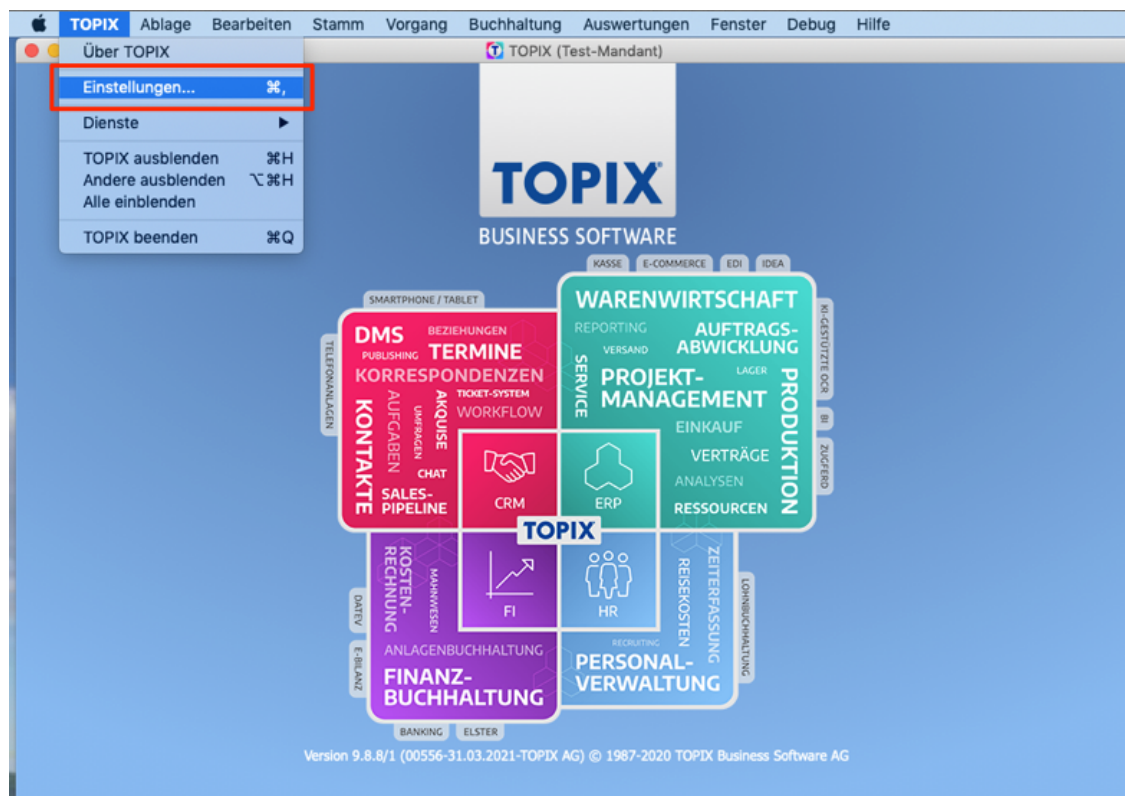 TOPIX Ablage Bearbeiten Stamm Vorgang Buchhaltung Auswertungen Fenster Debug Hilfe
TOPIX (Test-Mandant)
Über TOPIX
Einstellungen... ⌘,
Dienste ▶
TOPIX ausblenden ⌘H
Andere ausblenden ⌥⌘H
Alle einblenden
TOPIX beenden ⌘Q
TOPIX®
BUSINESS SOFTWARE
KASSE E-COMMERCE EDI IDEA
SMARTPHONE / TABLET
TELEFONANLAGEN
DMS
BEZIEHUNGEN
PUBLISHING
TERMINE
KORRESPONDENZEN
KONTAKTE
AUFGABEN
UMFRAGEN
AKQUISE
TICKET-SYSTEM
WORKFLOW
CHAT
SALES-
PIPELINE
CRM
WARENWIRTSCHAFT
REPORTING
AUFTRAGS-
ABWICKLUNG
VERSAND
SERVICE
LAGER
PROJEKT-
MANAGEMENT
PRODUKTION
EINKAUF
VERTRÄGE
ANALYSEN
RESSOURCEN
ERP
KI-GESTÜTZTE OCR
BI
ZUGFERD
TOPIX
KOSTEN-
RECHNUNG
MAHNWESEN
FI
ANLAGENBUCHHALTUNG
FINANZ-
BUCHHALTUNG
DATEV
E-BILANZ
BANKING ELSTER
HR
REISEKOSTEN
ZEITERFASSUNG
RECRUITING
PERSONAL-
VERWALTUNG
LOHNBUCHHALTUNG
Version 9.8.8/1 (00556-31.03.2021-TOPIX AG) © 1987-2020 TOPIX Business Software AG